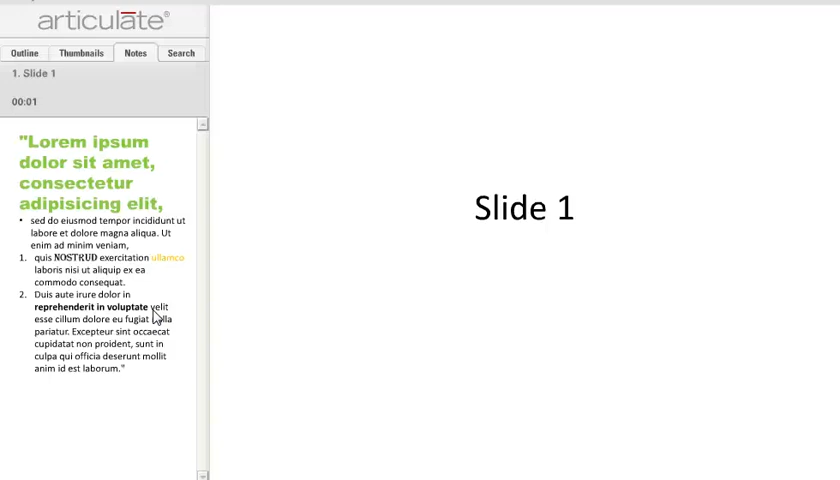 articulate®
Outline Thumbnails Notes Search
1. Slide 1
00:01
"Lorem ipsum
dolor sit amet,
consectetur
adipisicing elit,
• sed do eiusmod tempor incididunt ut
labore et dolore magna aliqua. Ut
enim ad minim veniam,
1. quis NOSTRUD exercitation ullamco
laboris nisi ut aliquip ex ea
commodo consequat.
2. Duis aute irure dolor in
reprehenderit in voluptate velit
esse cillum dolore eu fugiat
pariatur. Excepteur sint occaecat
cupidatat non proident, sunt in
culpa qui officia deserunt mollit
anim id est laborum."
Slide 1